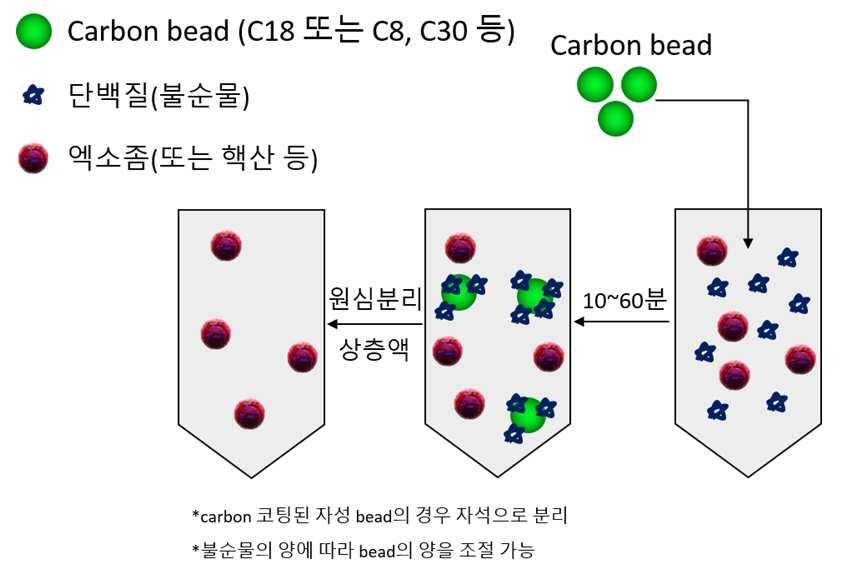 Carbon bead (C18 또는 C8, C30 등)
Carbon bead
단백질(불순물)
엑소좀(또는 핵산 등)
원심분리
상층액
10~60분
*carbon 코팅된 자성 bead의 경우 자석으로 분리
*불순물의 양에 따라 bead의 양을 조절 가능